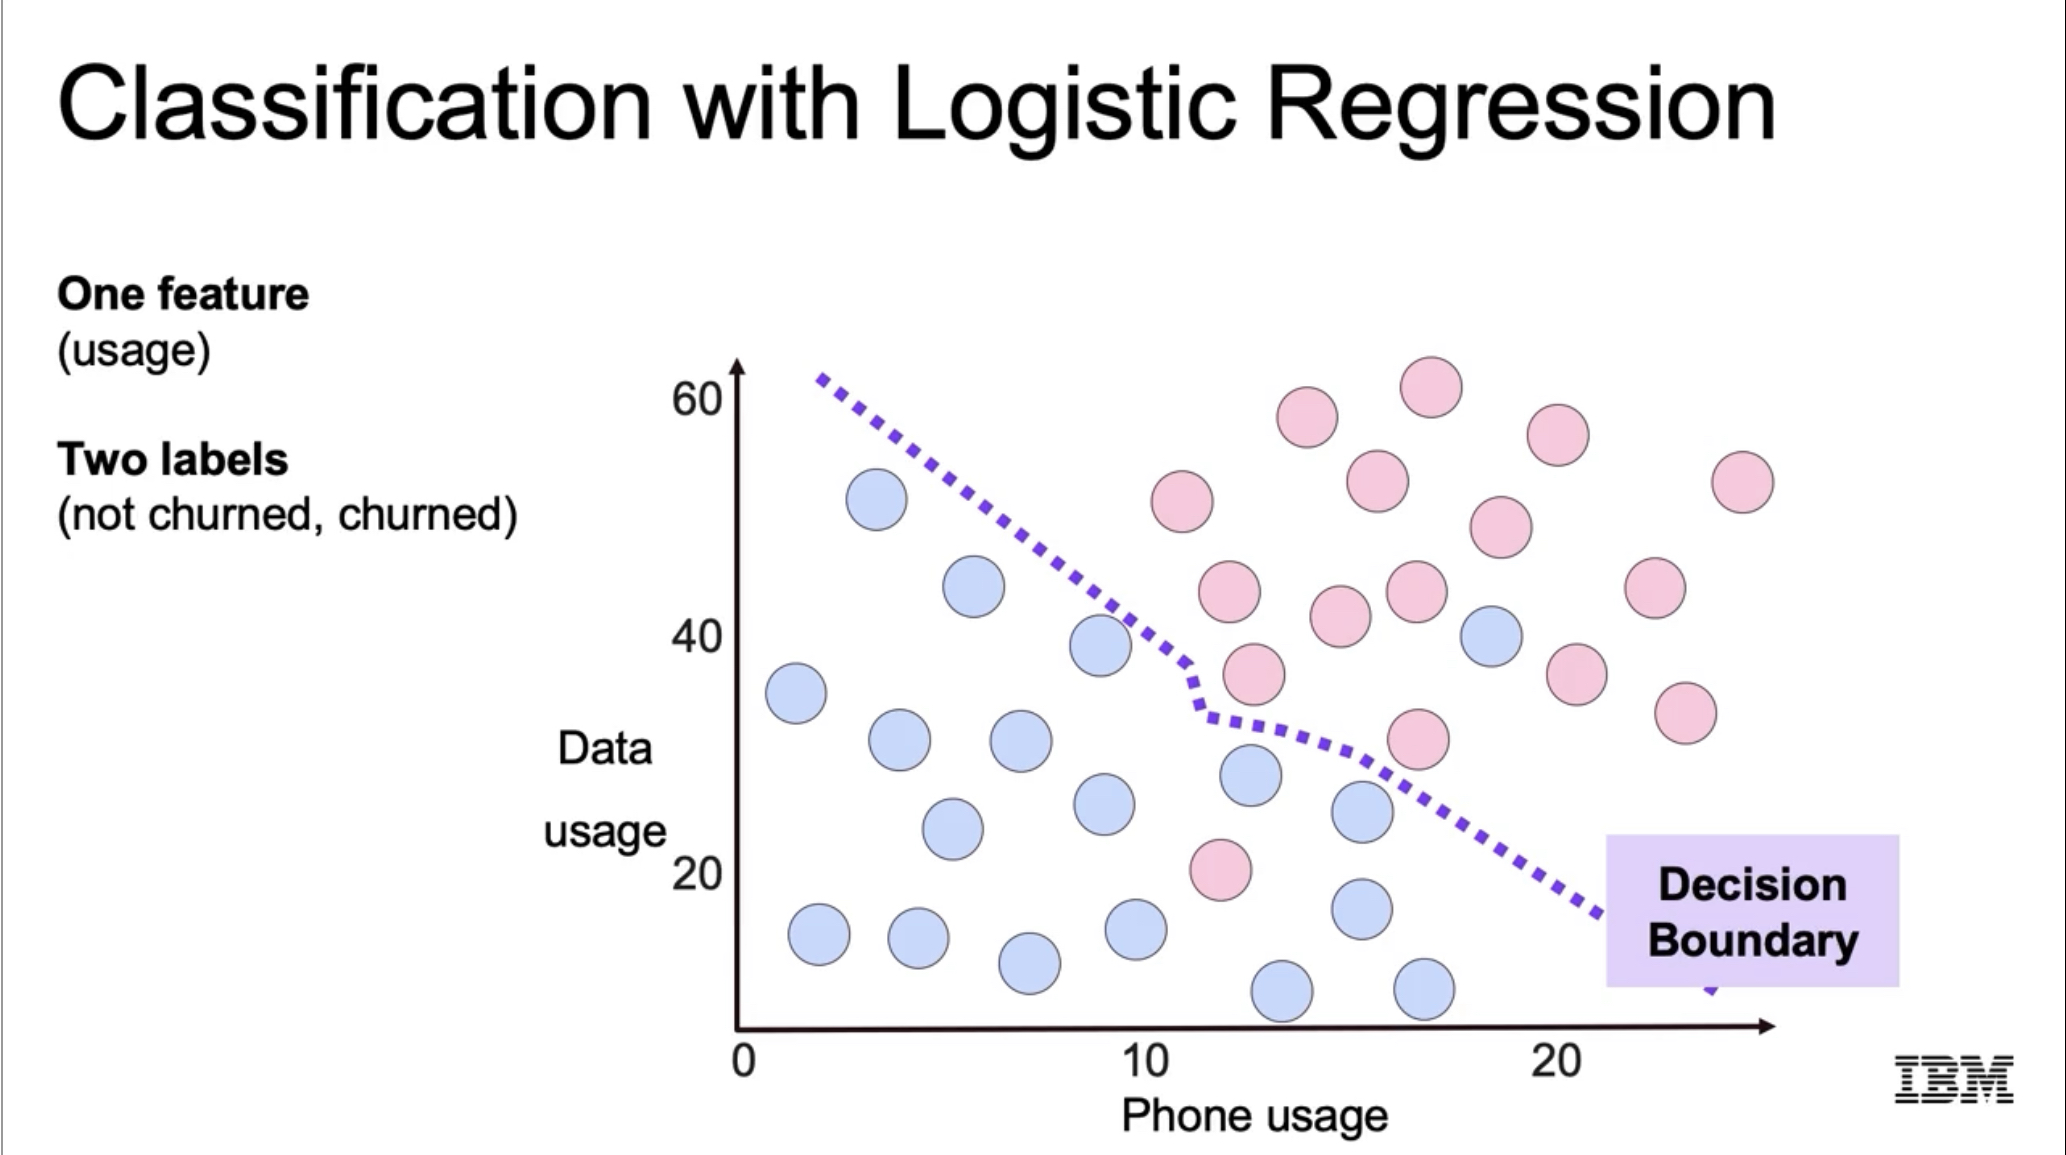 Classification with Logistic Regression
One feature
(usage)
Two labels
(not churned, churned)
60
40
Data
usage
20
Decision
Boundary
0
10
20
Phone usage
IBM